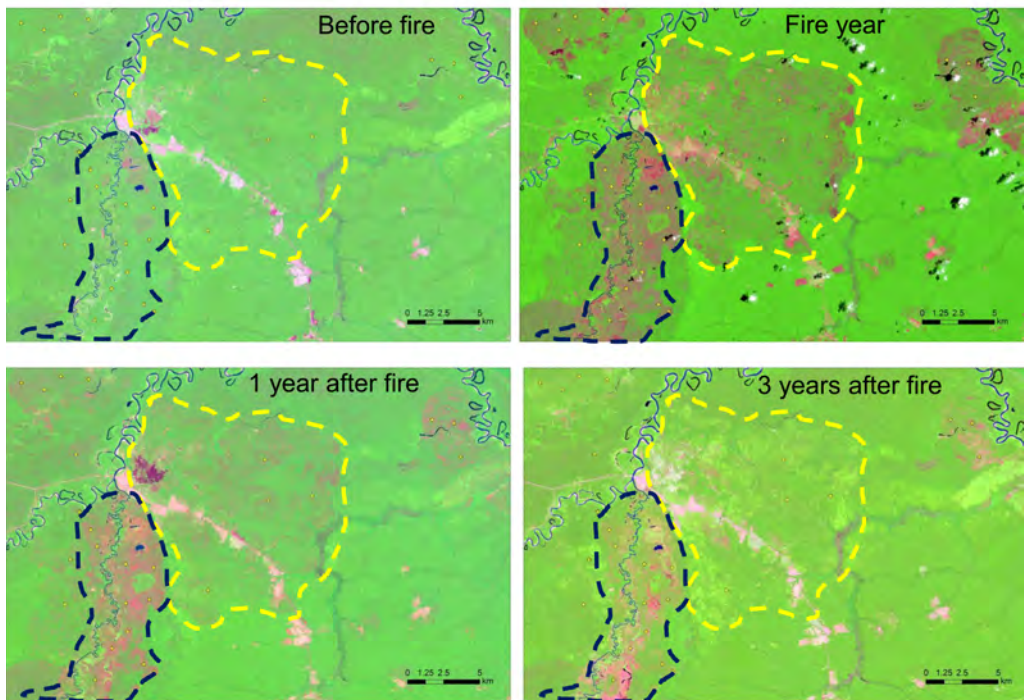 Before fire
0 1.25 2.5 5
km
Fire year
0 1.25 2.5 5
km
1 year after fire
0 1.25 2.5 5
km
3 years after fire
0 1.25 2.5 5
km